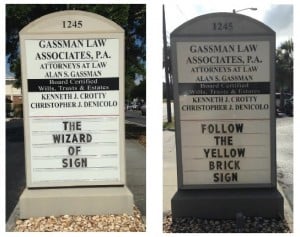 1245
GASSMAN LAW
ASSOCIATES, P.A.
ATTORNEYS AT LAW
ALAN S. GASSMAN
Board Certified
Wills, Trusts & Estates
KENNETH J. CROTTY
CHRISTOPHER J. DENICOLO
THE
WIZARD
OF
SIGN
1245
GASSMAN LAW
ASSOCIATES, P.A.
ATTORNEYS AT LAW
ALAN S. GASSMAN
Board Certified
Wills, Trusts & Estates
KENNETH J. CROTTY
CHRISTOPHER J. DENICOLO
FOLLOW
THE
YELLOW
BRICK
SIGN